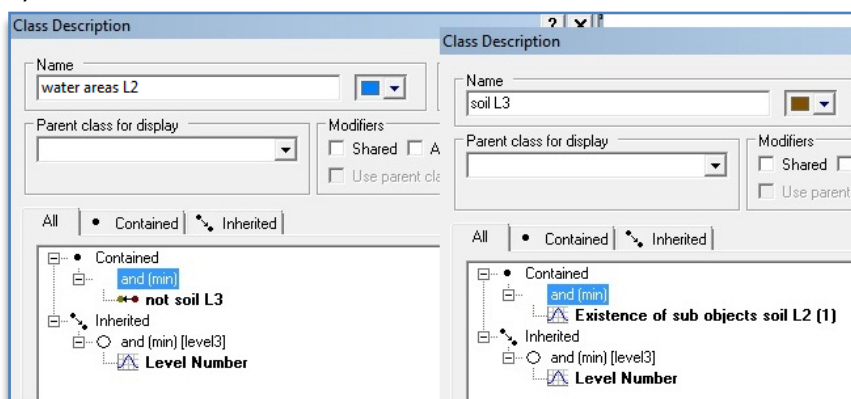 Class Description
Name
water areas L2
Parent class for display
Modifiers
Shared
A
Use parent cla
All
Contained
Inherited
Contained
and (min)
not soil L3
Inherited
and (min) [level3]
Level Number
Class Description
Name
soil L3
Parent class for display
Modifiers
Shared
Use parent
All
Contained
Inherited
Contained
and (min)
Existence of sub objects soil L2 (1)
Inherited
and (min) [level3]
Level Number